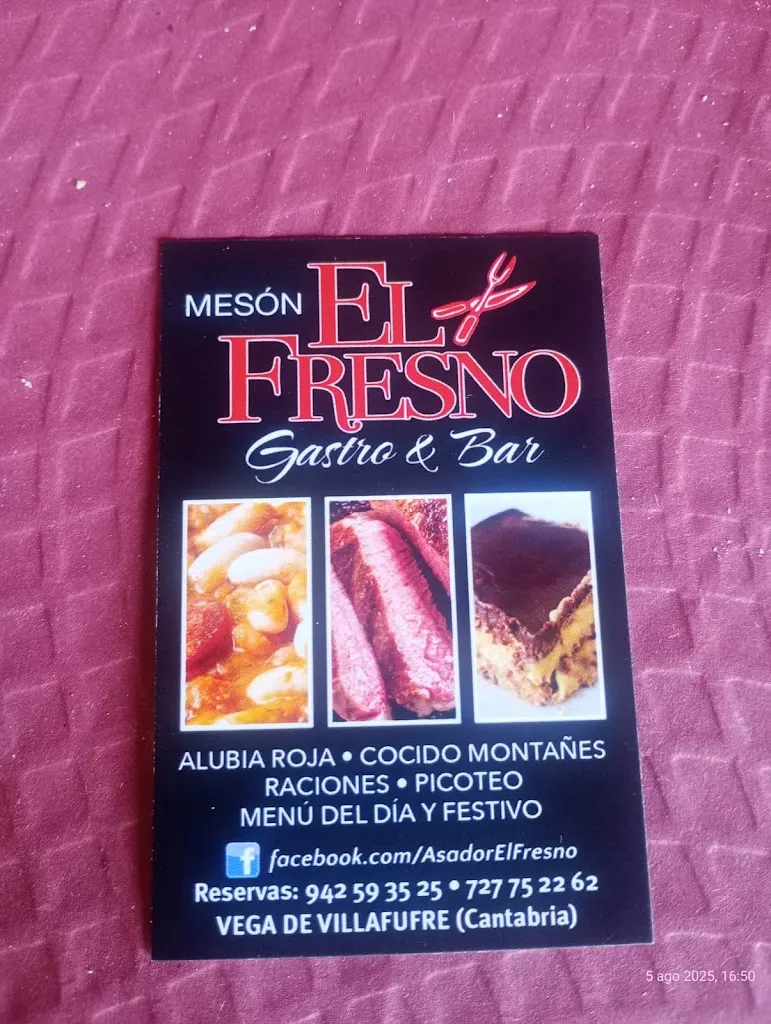 MESÓN EL
FRESNO
Gastro & Bar
ALUBIA ROJA • COCIDO MONTAÑES
RACIONES • PICOTEO
MENÚ DEL DÍA Y FESTIVO
f facebook.com/AsadorElFresno
Reservas: 942 59 35 25 • 727 75 22 62
VEGA DE VILLAFUFRE (Cantabria)
5 ago 2025, 16:50